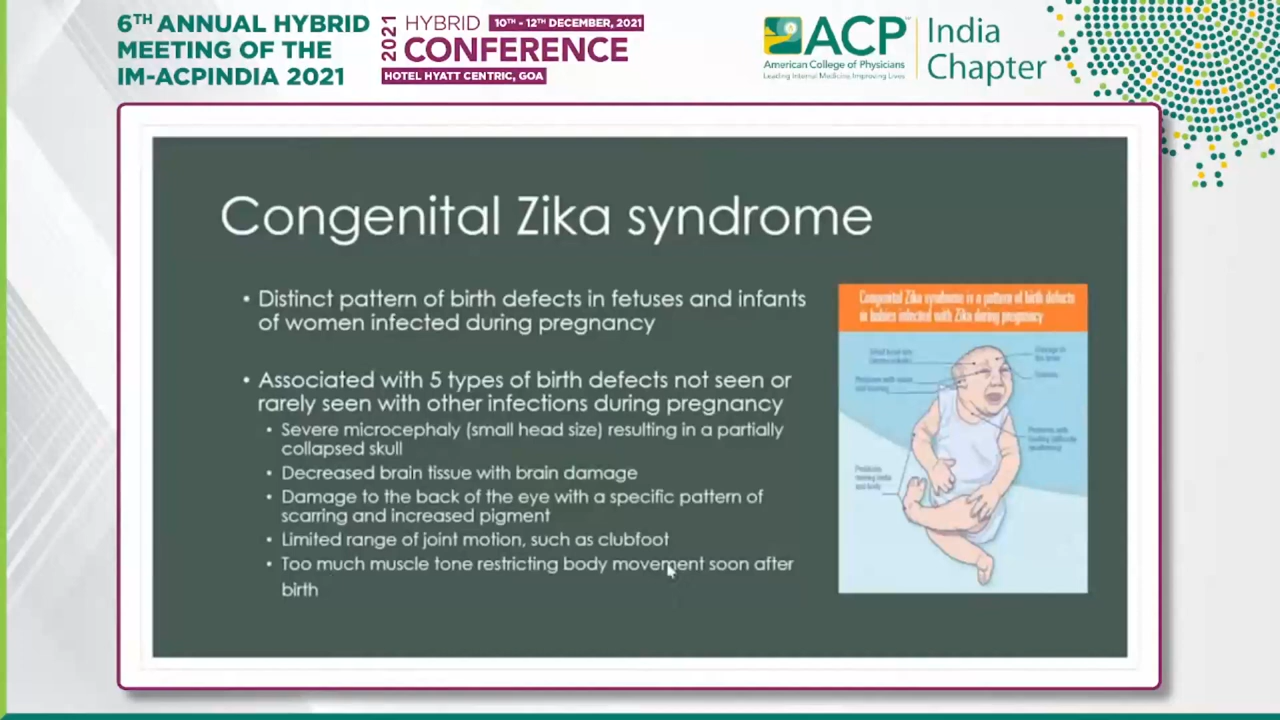 6TH ANNUAL HYBRID
MEETING OF THE
IM-ACPINDIA 2021
2021
HYBRID
10TH - 12TH DECEMBER, 2021
CONFERENCE
HOTEL HYATT CENTRIC, GOA
ACP
American College of Physicians
Leading Internal Medicine, Improving Lives
India
Chapter
Congenital Zika syndrome
• Distinct pattern of birth defects in fetuses and infants
of women infected during pregnancy
• Associated with 5 types of birth defects not seen or
rarely seen with other infections during pregnancy
• Severe microcephaly (small head size) resulting in a partially
collapsed skull
• Decreased brain tissue with brain damage
• Damage to the back of the eye with a specific pattern of
scarring and increased pigment
• Limited range of joint motion, such as clubfoot
• Too much muscle tone restricting body movement soon after
birth
Congenital Zika syndrome is a pattern of birth defects
in babies infected with Zika during pregnancy